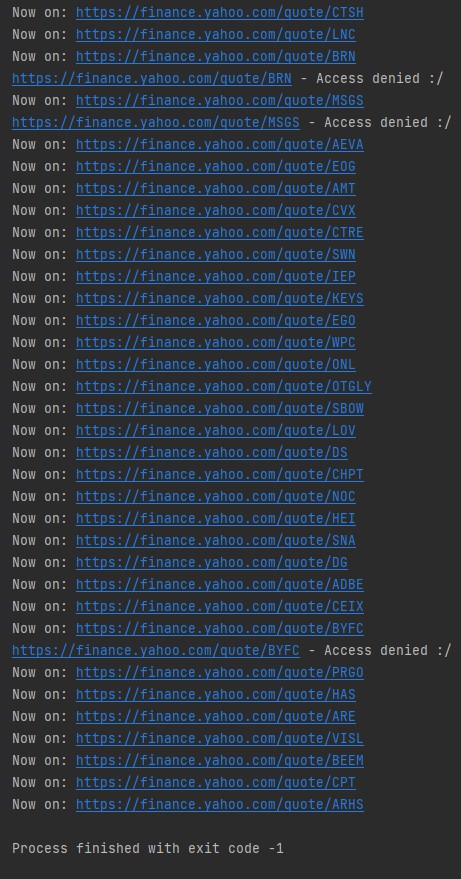 Now on: https://finance.yahoo.com/quote/CTSH
Now on: https://finance.yahoo.com/quote/LNC
Now on: https://finance.yahoo.com/quote/BRN
https://finance.yahoo.com/quote/BRN - Access denied :/
Now on: https://finance.yahoo.com/quote/MSGS
https://finance.yahoo.com/quote/MSGS - Access denied :/
Now on: https://finance.yahoo.com/quote/AEVA
Now on: https://finance.yahoo.com/quote/EOG
Now on: https://finance.yahoo.com/quote/AMT
Now on: https://finance.yahoo.com/quote/CVX
Now on: https://finance.yahoo.com/quote/CTRE
Now on: https://finance.yahoo.com/quote/SWN
Now on: https://finance.yahoo.com/quote/IEP
Now on: https://finance.yahoo.com/quote/KEYS
Now on: https://finance.yahoo.com/quote/EGO
Now on: https://finance.yahoo.com/quote/WPC
Now on: https://finance.yahoo.com/quote/ONL
Now on: https://finance.yahoo.com/quote/OTGLY
Now on: https://finance.yahoo.com/quote/SBOW
Now on: https://finance.yahoo.com/quote/LOV
Now on: https://finance.yahoo.com/quote/DS
Now on: https://finance.yahoo.com/quote/CHPT
Now on: https://finance.yahoo.com/quote/NOC
Now on: https://finance.yahoo.com/quote/HEI
Now on: https://finance.yahoo.com/quote/SNA
Now on: https://finance.yahoo.com/quote/DG
Now on: https://finance.yahoo.com/quote/ADBE
Now on: https://finance.yahoo.com/quote/CEIX
Now on: https://finance.yahoo.com/quote/BYFC
https://finance.yahoo.com/quote/BYFC - Access denied :/
Now on: https://finance.yahoo.com/quote/PRGO
Now on: https://finance.yahoo.com/quote/HAS
Now on: https://finance.yahoo.com/quote/ARE
Now on: https://finance.yahoo.com/quote/VISL
Now on: https://finance.yahoo.com/quote/BEEM
Now on: https://finance.yahoo.com/quote/CPT
Now on: https://finance.yahoo.com/quote/ARHS
Process finished with exit code -1